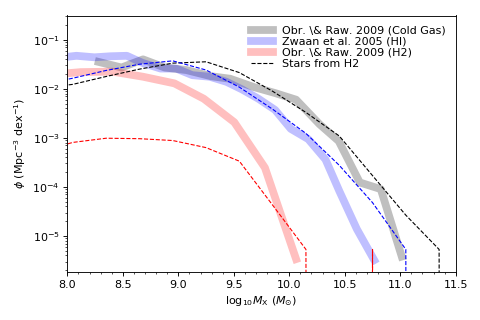 Obr. \& Raw. 2009 (Cold Gas)
Zwaan et al. 2005 (HI)
Obr. \& Raw. 2009 (H2)
Stars from H2
10⁻¹
10⁻²
10⁻³
10⁻⁴
10⁻⁵
ϕ (Mpc⁻³ dex⁻¹)
8.0 8.5 9.0 9.5 10.0 10.5 11.0 11.5
log₁₀Mₓ (M⊙)